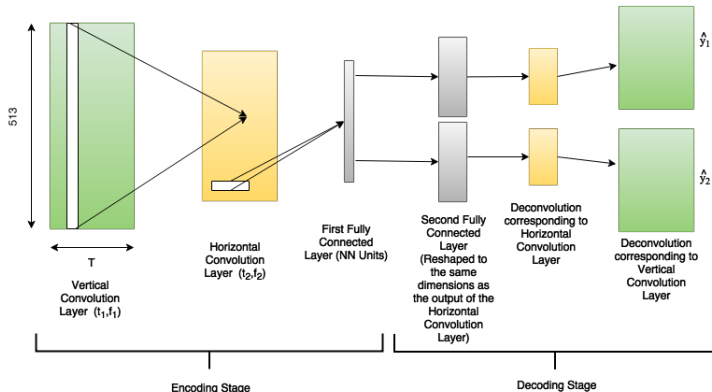 513
T
Vertical
Convolution
Layer (t₁,f₁)
Horizontal
Convolution
Layer (t₂,f₂)
First Fully
Connected
Layer (NN Units)
Second Fully
Connected
Layer
(Reshaped to
the same
dimensions as
the output of the
Horizontal
Convolution
Layer)
Deconvolution
corresponding to
Horizontal
Convolution
Layer
Deconvolution
corresponding to
Vertical
Convolution
Layer
ŷ₁
ŷ₂
Encoding Stage
Decoding Stage